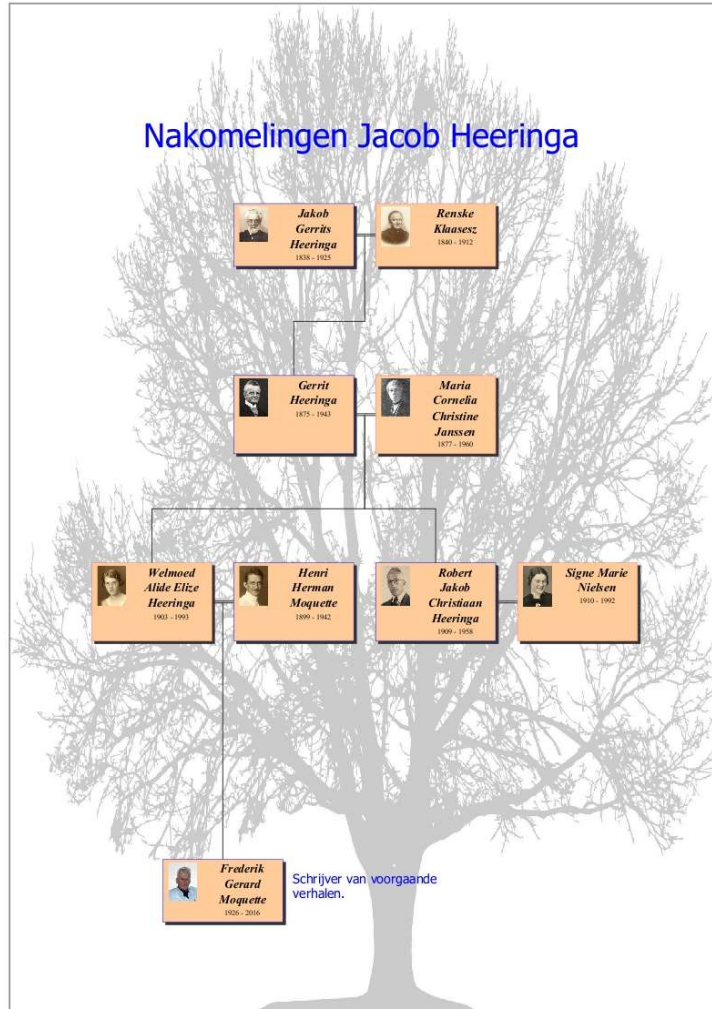 Nakomelingen Jacob Heeringa
Jakob
Gerrits
Heeringa
1838 - 1925
Renske
Klaasesz
1840 - 1912
Gerrit
Heeringa
1875 - 1943
Maria
Cornelia
Christine
Janssen
1877 - 1960
Welmoed
Alide Elize
Heeringa
1903 - 1993
Henri
Herman
Moquette
1899 - 1942
Robert
Jakob
Christiaan
Heeringa
1909 - 1958
Signe Marie
Nielsen
1910 - 1992
Frederik
Gerard
Moquette
1926 - 2016
Schrijver van voorgaande
verhalen.